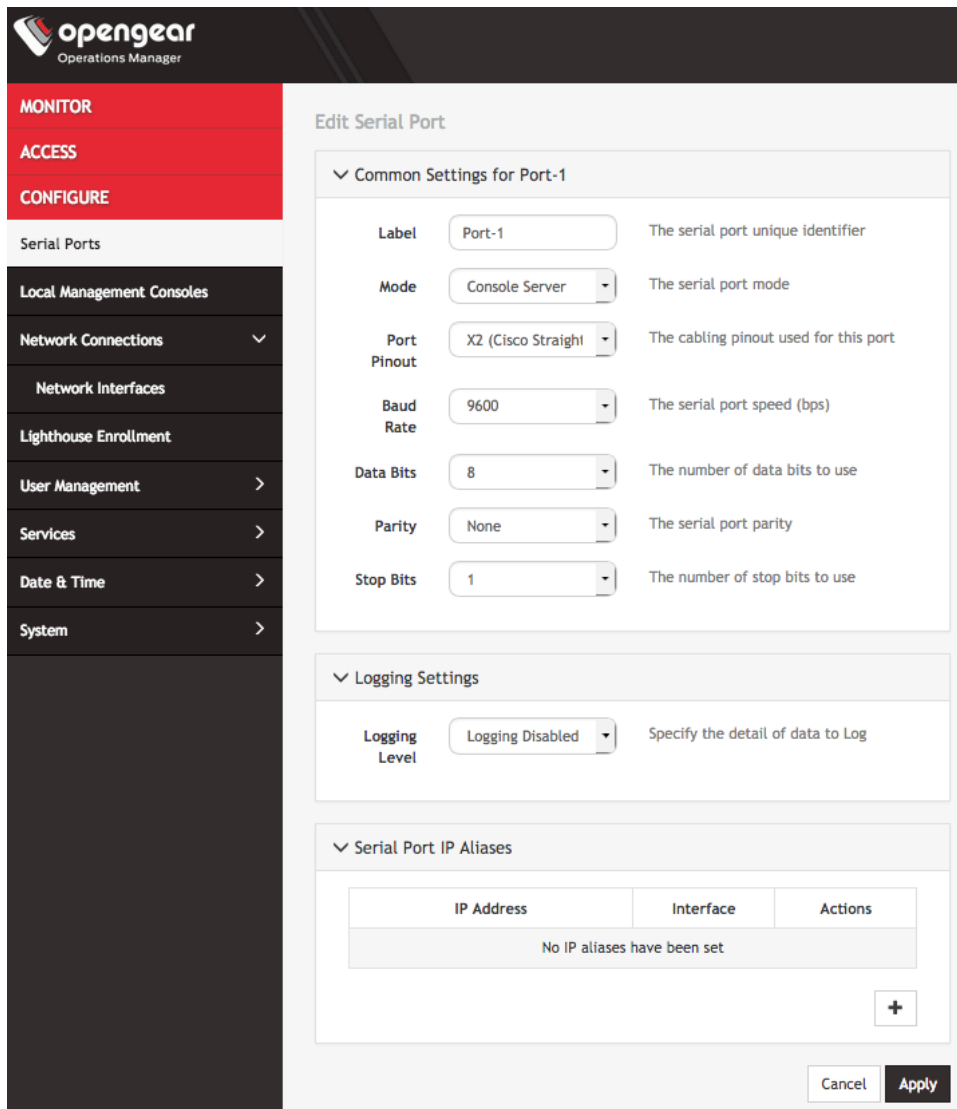 opengear
Operations Manager
MONITOR
ACCESS
CONFIGURE
Serial Ports
Local Management Consoles
Network Connections
Network Interfaces
Lighthouse Enrollment
User Management
Services
Date & Time
System
Edit Serial Port
Common Settings for Port-1
Label Port-1 The serial port unique identifier
Mode Console Server The serial port mode
Port Pinout X2 (Cisco Straight The cabling pinout used for this port
Baud Rate 9600 The serial port speed (bps)
Data Bits 8 The number of data bits to use
Parity None The serial port parity
Stop Bits 1 The number of stop bits to use
Logging Settings
Logging Level Logging Disabled Specify the detail of data to Log
Serial Port IP Aliases
IP Address Interface Actions
No IP aliases have been set
+
Cancel Apply